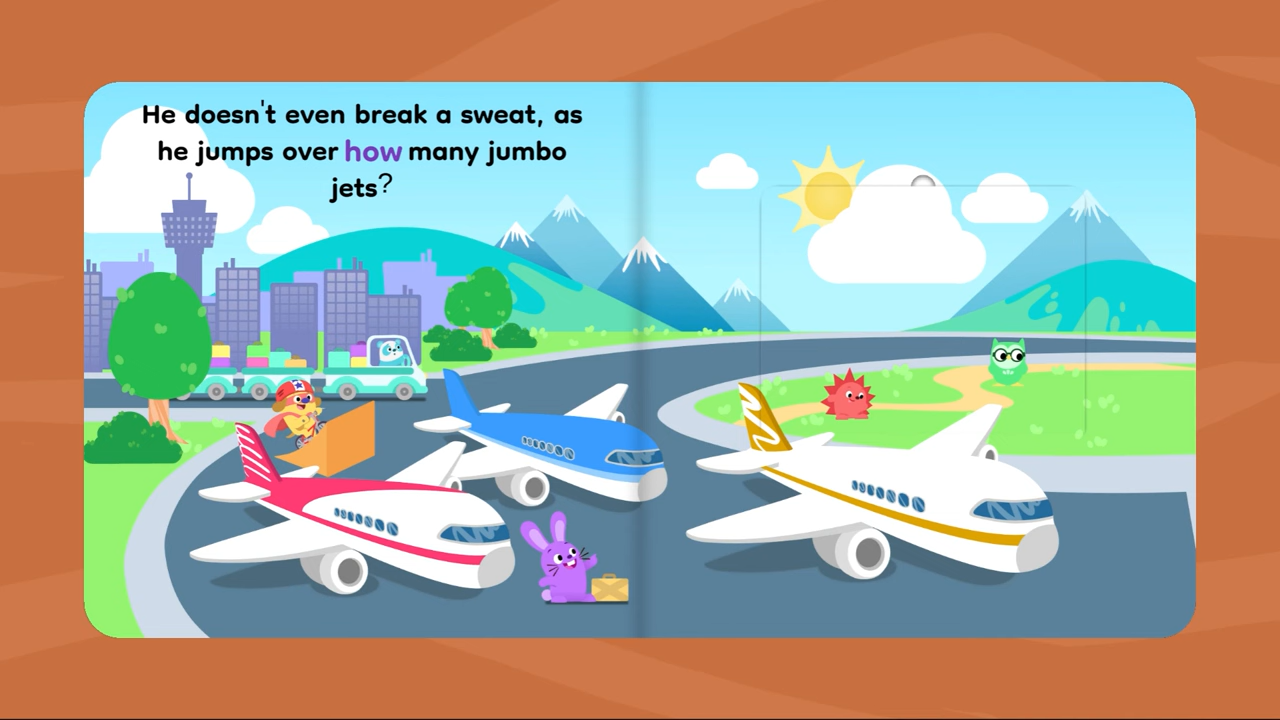 He doesn't even break a sweat, as
he jumps over how many jumbo
jets?